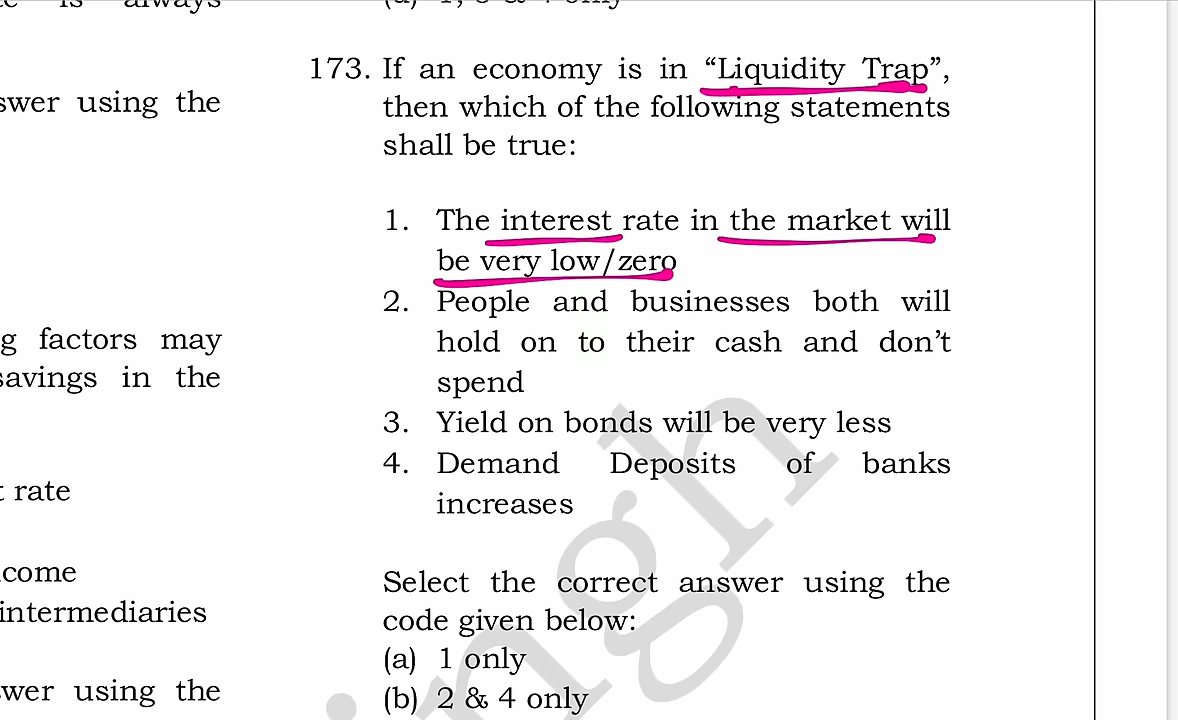 always
swer using the
g factors may
savings in the
t rate
come
intermediaries
wer using the
173. If an economy is in “Liquidity Trap”,
then which of the following statements
shall be true:
1. The interest rate in the market will
be very low/zero
2. People and businesses both will
hold on to their cash and don’t
spend
3. Yield on bonds will be very less
4. Demand Deposits of banks
increases
Select the correct answer using the
code given below:
(a) 1 only
(b) 2 & 4 only
ingh